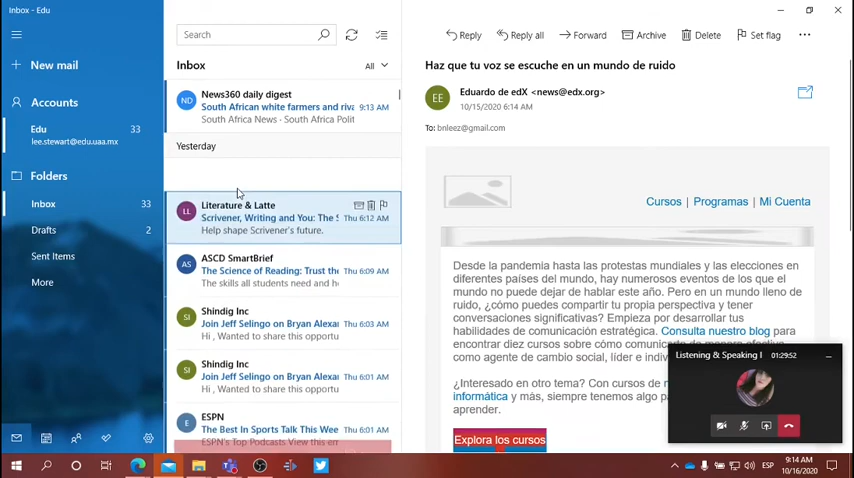 Inbox - Edu
New mail
Accounts
Edu 33
lee.stewart@edu.uaa.mx
Folders
Inbox 33
Drafts 2
Sent Items
More
Search
Inbox All
ND News360 daily digest
South African white farmers and riva 9:13 AM
South Africa News - South Africa Polit
Yesterday
LL Literature & Latte
Scrivener, Writing and You: The S Thu 6:12 AM
Help shape Scrivener's future.
AS ASCD SmartBrief
The Science of Reading: Trust the Thu 6:09 AM
The skills all students need and h
SI Shindig Inc
Join Jeff Selingo on Bryan Alexa Thu 6:03 AM
Hi , Wanted to share this opportu
SI Shindig Inc
Join Jeff Selingo on Bryan Alexa Thu 6:01 AM
Hi , Wanted to share this opportu
E ESPN
The Best In Sports Talk This Wee Thu 6:01 AM
ESPN's Top Podcasts View this em
Reply Reply all Forward Archive Delete Set flag
Haz que tu voz se escuche en un mundo de ruido
EE Eduardo de edX <news@edx.org>
10/15/2020 6:14 AM
To: bnleez@gmail.com
Cursos | Programas | Mi Cuenta
Desde la pandemia hasta las protestas mundiales y las elecciones en
diferentes países del mundo, hay numerosos eventos de los que el
mundo no puede dejar de hablar este año. Pero en un mundo lleno de
ruido, ¿cómo puedes compartir tu propia perspectiva y tener
conversaciones significativas? Empieza por desarrollar tus
habilidades de comunicación estratégica. Consulta nuestro blog para
encontrar diez cursos sobre cómo comunicarte de manera efectiva
como agente de cambio social, líder e indiv
¿Interesado en otro tema? Con cursos de
informática y más, siempre tenemos algo
aprender.
Explora los cursos
Listening & Speaking I 01:29:52
ESP
9:14 AM
10/16/2020